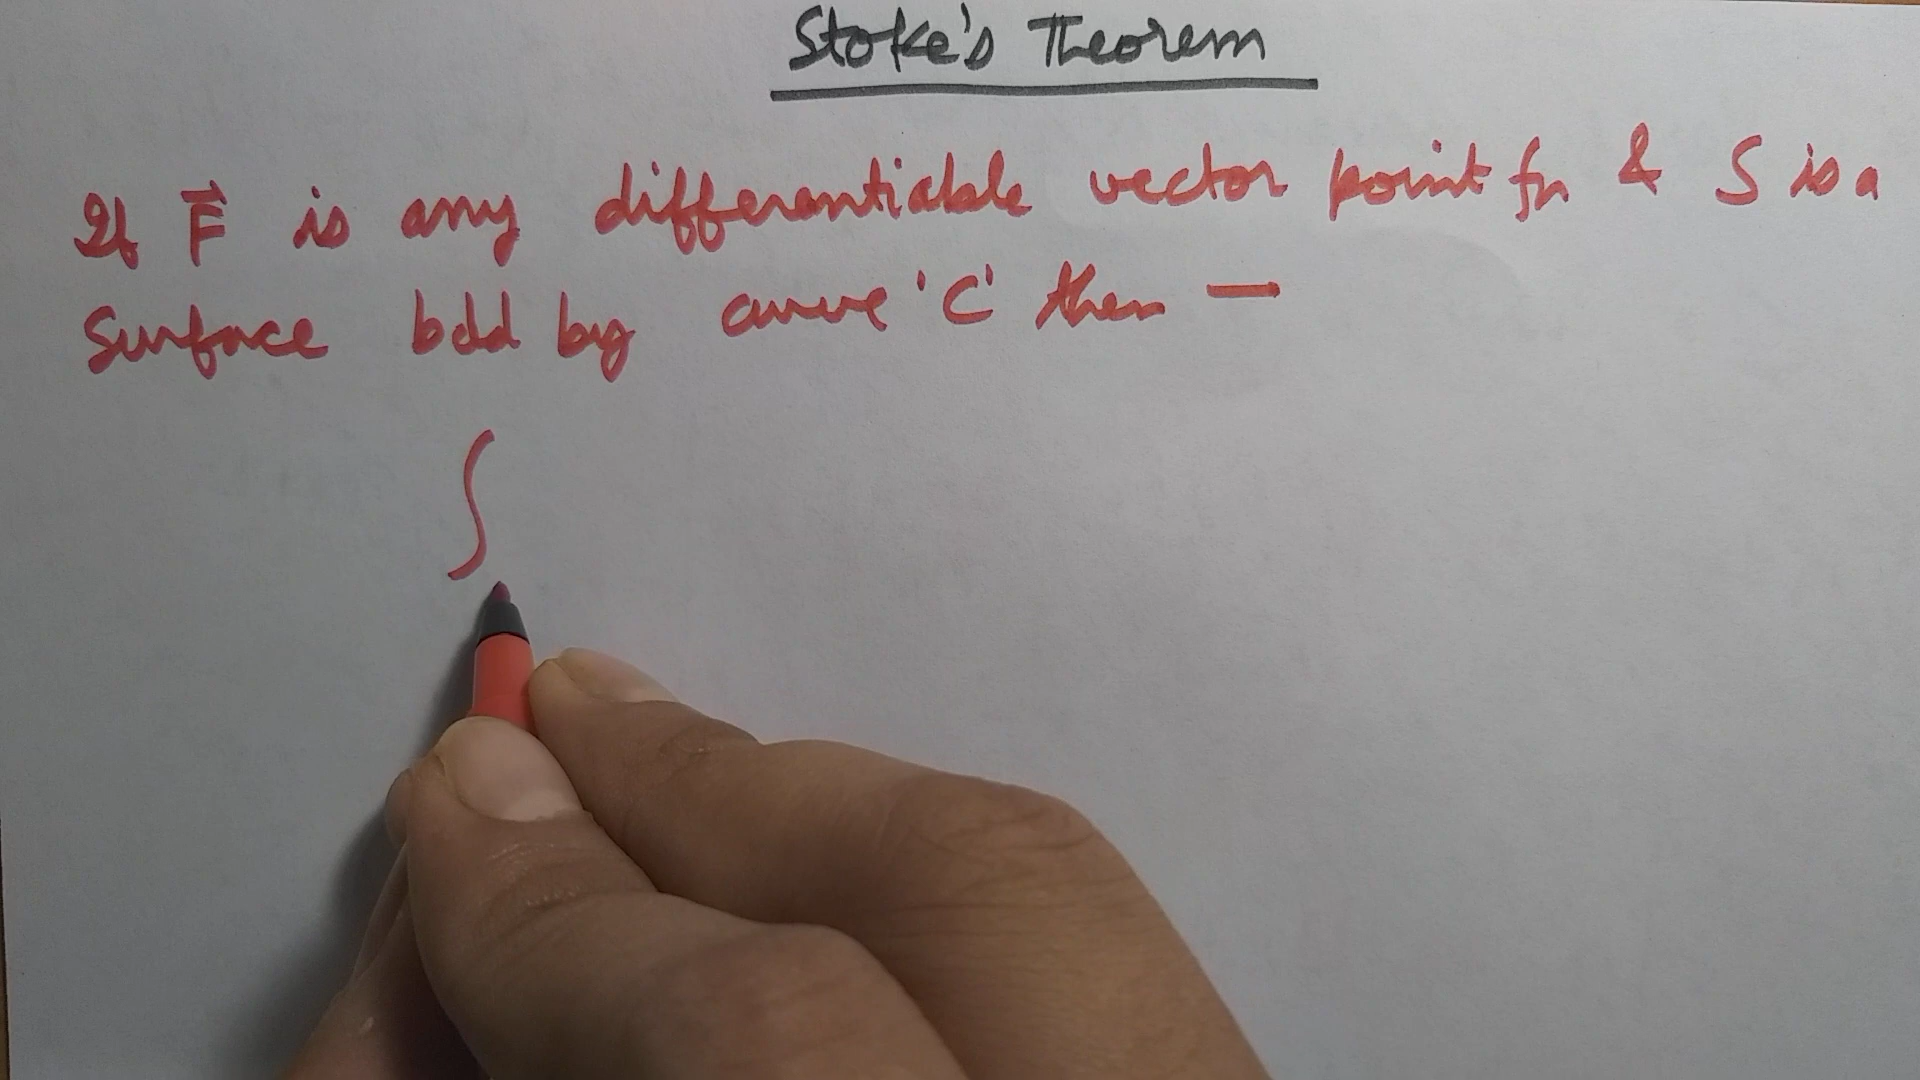 Stoke's Theorem
If F⃗ is any differentiable vector point fn & S is a
surface bdd by curve 'C' then —
∫